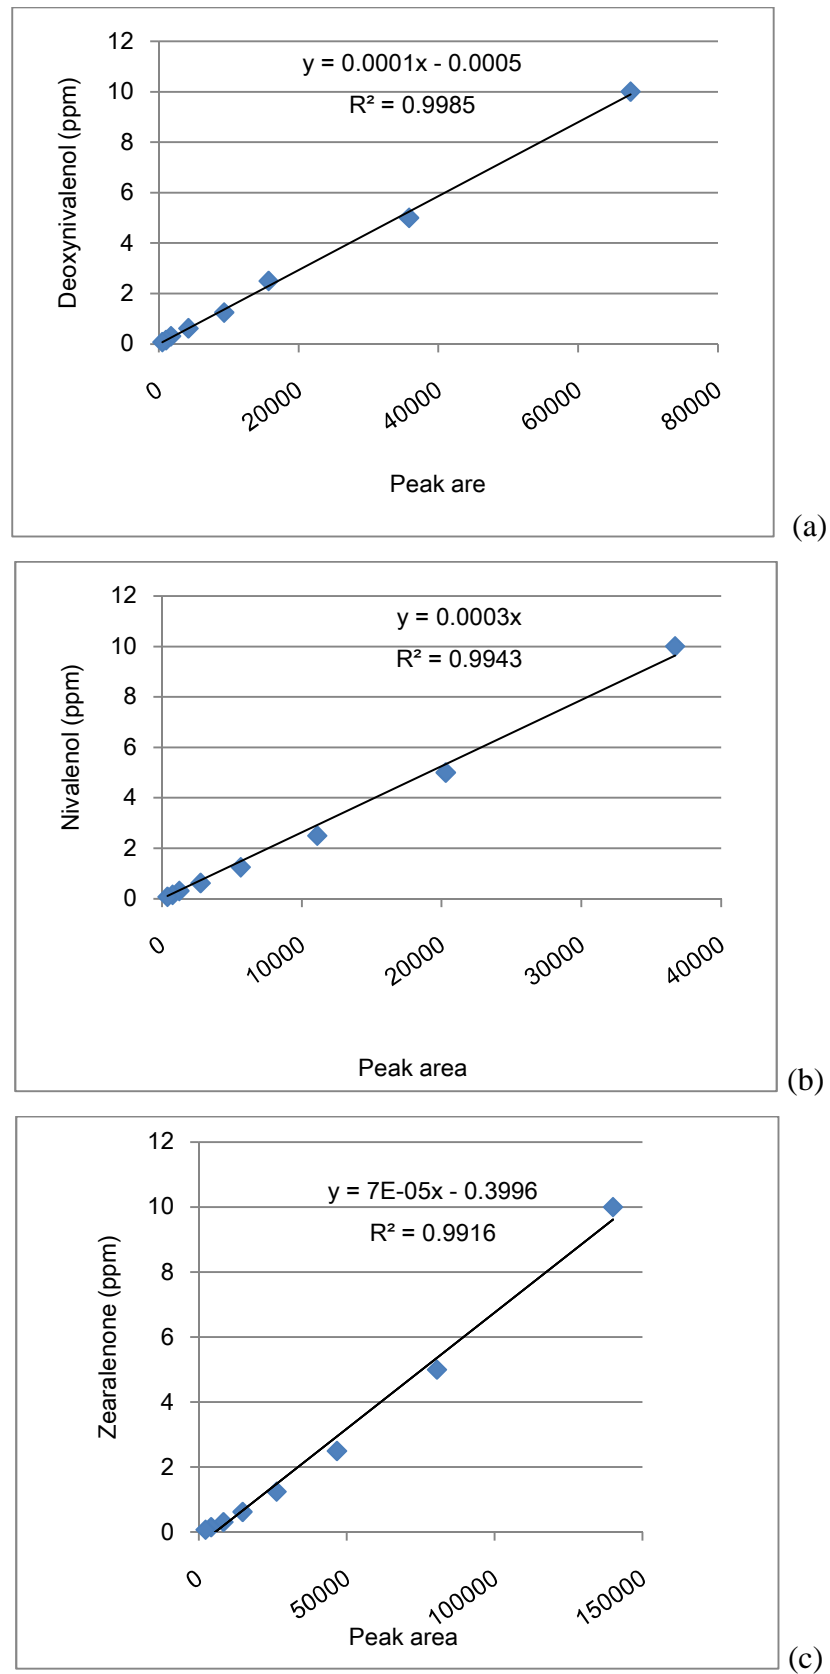 12
10
8
6
4
2
0
Deoxynivalenol (ppm)
y = 0.0001x - 0.0005
R² = 0.9985
0
20000
40000
60000
80000
Peak are
(a)
12
10
8
6
4
2
0
Nivalenol (ppm)
y = 0.0003x
R² = 0.9943
0
10000
20000
30000
40000
Peak area
(b)
12
10
8
6
4
2
0
Zearalenone (ppm)
y = 7E-05x - 0.3996
R² = 0.9916
0
50000
100000
150000
Peak area
(c)